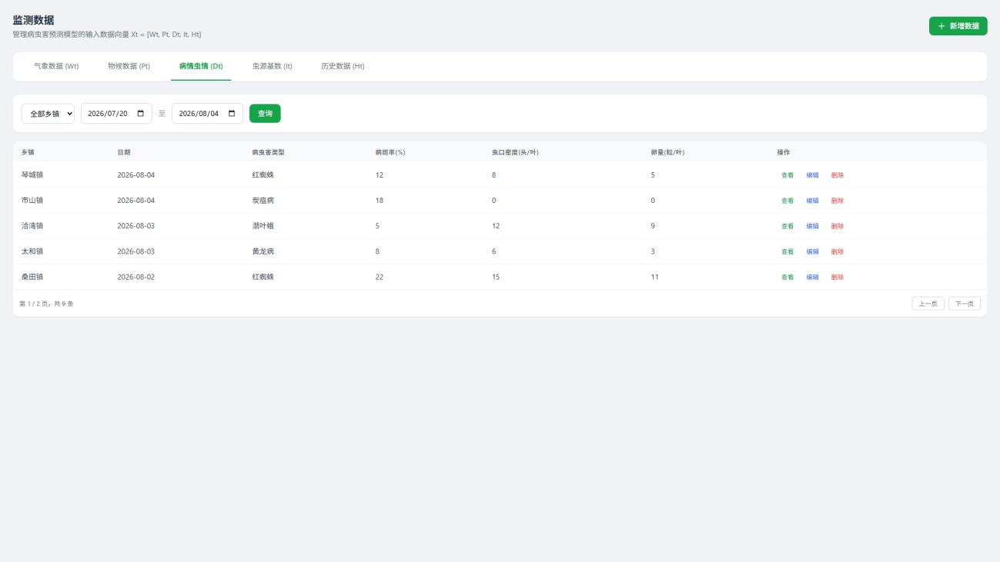 监测数据
管理病虫害预测模型的输入数据向量 Xt = [Wt, Pt, Dt, It, Ht]
+ 新增数据
气象数据 (Wt) 物候数据 (Pt) 病情虫情 (Dt) 虫源基数 (It) 历史数据 (Ht)
全部乡镇 2026/07/20 至 2026/08/04 查询
乡镇 日期 病虫害类型 病斑率(%) 虫口密度(头/叶) 卵量(粒/叶) 操作
琴城镇 2026-08-04 红蜘蛛 12 8 5 查看 编辑 删除
市山镇 2026-08-04 炭疽病 18 0 0 查看 编辑 删除
洽湾镇 2026-08-03 潜叶蛾 5 12 9 查看 编辑 删除
太和镇 2026-08-03 黄龙病 8 6 3 查看 编辑 删除
桑田镇 2026-08-02 红蜘蛛 22 15 11 查看 编辑 删除
第 1 / 2 页，共 9 条 上一页 下一页